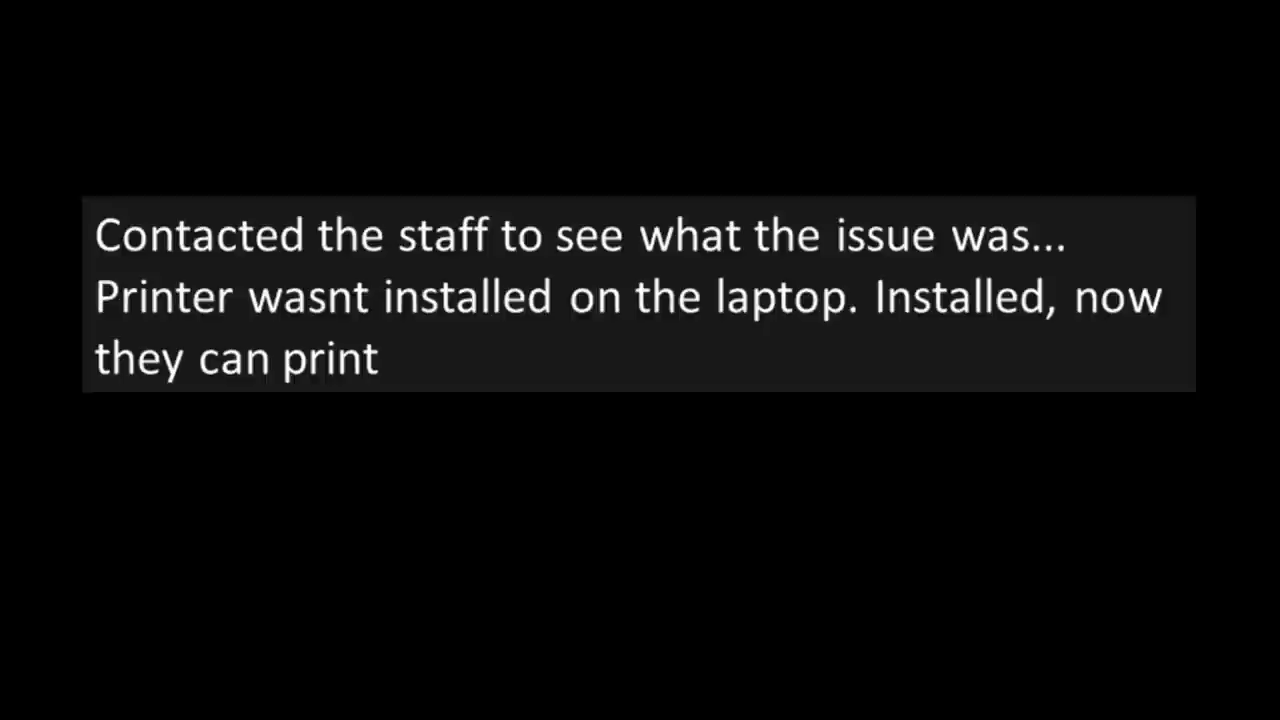 Contacted the staff to see what the issue was...
Printer wasnt installed on the laptop. Installed, now
they can print